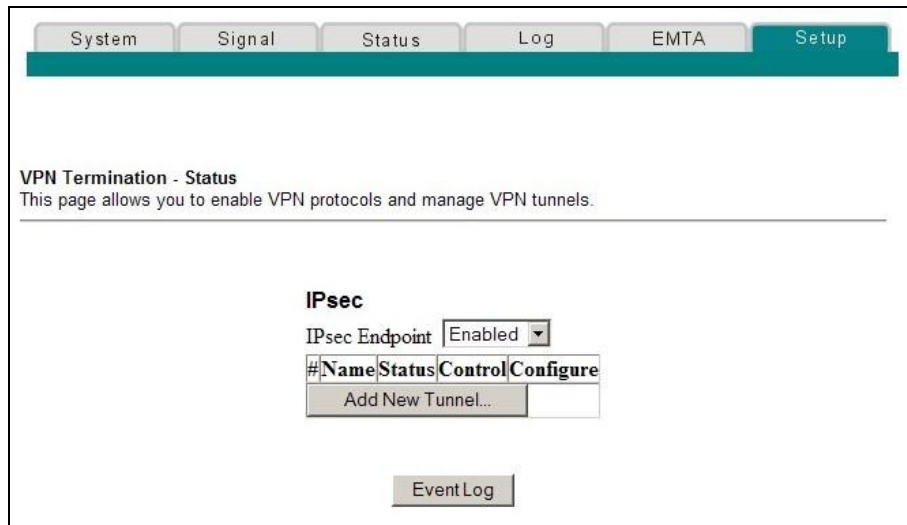 System Signal Status Log EMTA Setup
VPN Termination - Status
This page allows you to enable VPN protocols and manage VPN tunnels.
IPsec
IPsec Endpoint Enabled
# Name Status Control Configure
Add New Tunnel...
Event Log